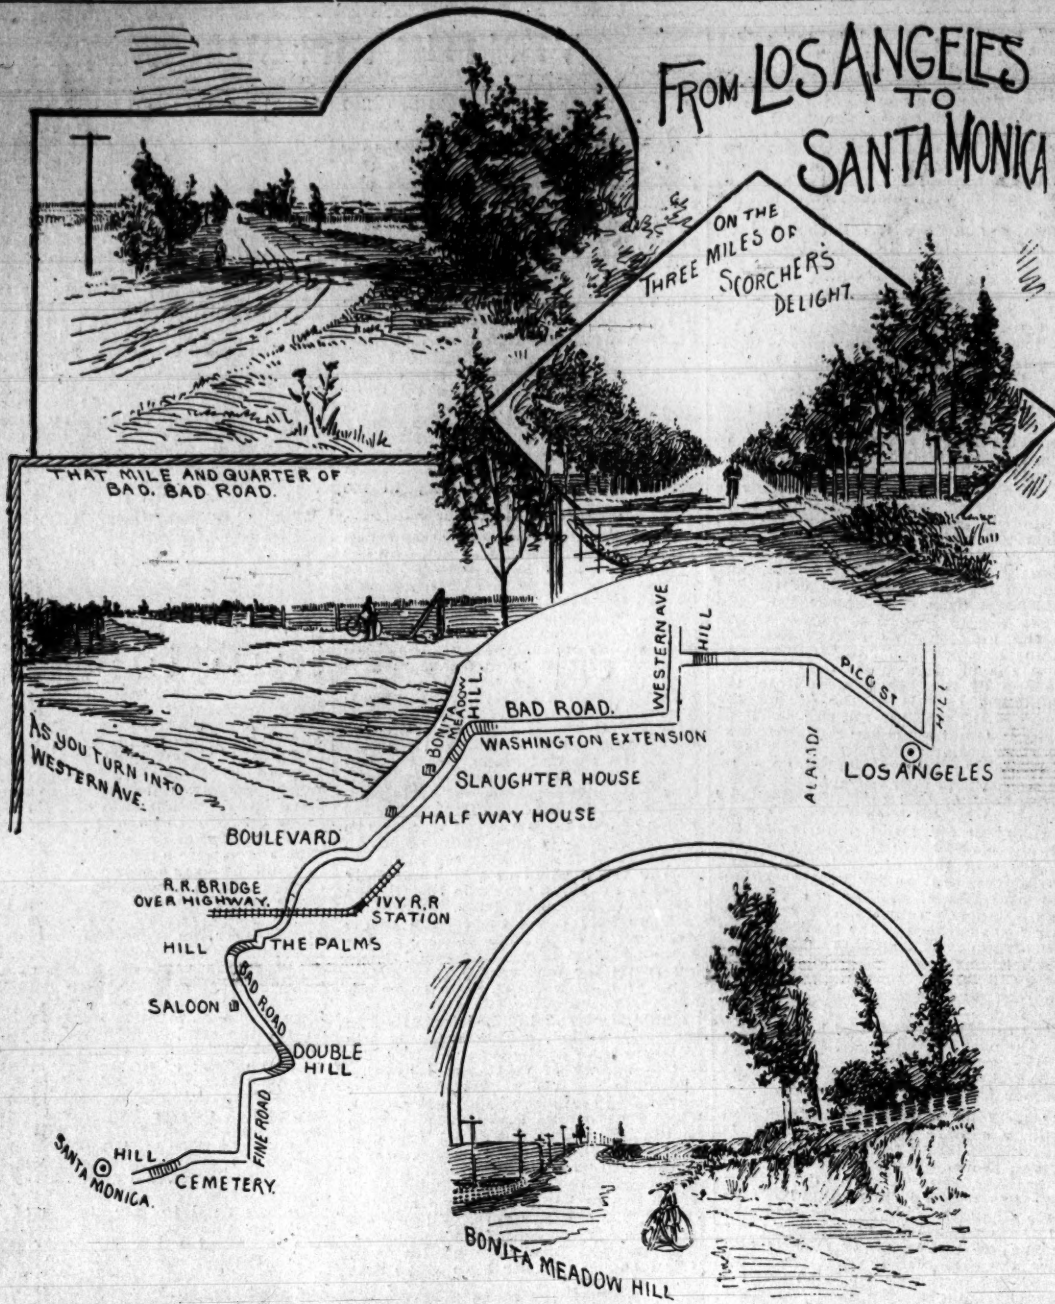 FROM LOS ANGELES
TO
SANTA MONICA
ON THE
THREE MILES OF
SCORCHER'S
DELIGHT.
THAT MILE AND QUARTER OF
BAD. BAD ROAD.
AS YOU TURN INTO
WESTERN AVE.
WESTERN AVE
HILL
PICO ST
HILL
LOS ANGELES
BAD ROAD.
WASHINGTON EXTENSION
BONITA
MEADOW
HILL.
SLAUGHTER HOUSE
HALF WAY HOUSE
BOULEVARD
R.R. BRIDGE
OVER HIGHWAY.
IVY R.R
STATION
HILL
THE PALMS
BAD ROAD
SALOON
DOUBLE
HILL
FINE ROAD
HILL.
SANTA MONICA.
CEMETERY.
BONITA MEADOW HILL